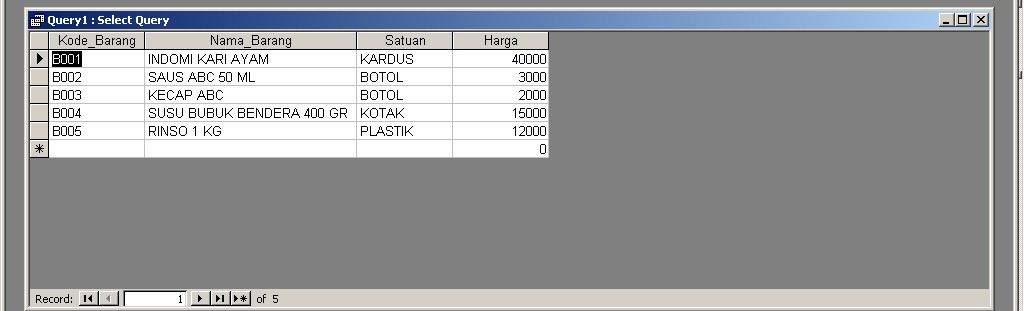 Query1 : Select Query
Kode_Barang Nama_Barang Satuan Harga
B001 INDOMI KARI AYAM KARDUS 40000
B002 SAUS ABC 50 ML BOTOL 3000
B003 KECAP ABC BOTOL 2000
B004 SUSU BUBUK BENDERA 400 GR KOTAK 15000
B005 RINSO 1 KG PLASTIK 12000
0
Record: 1 of 5